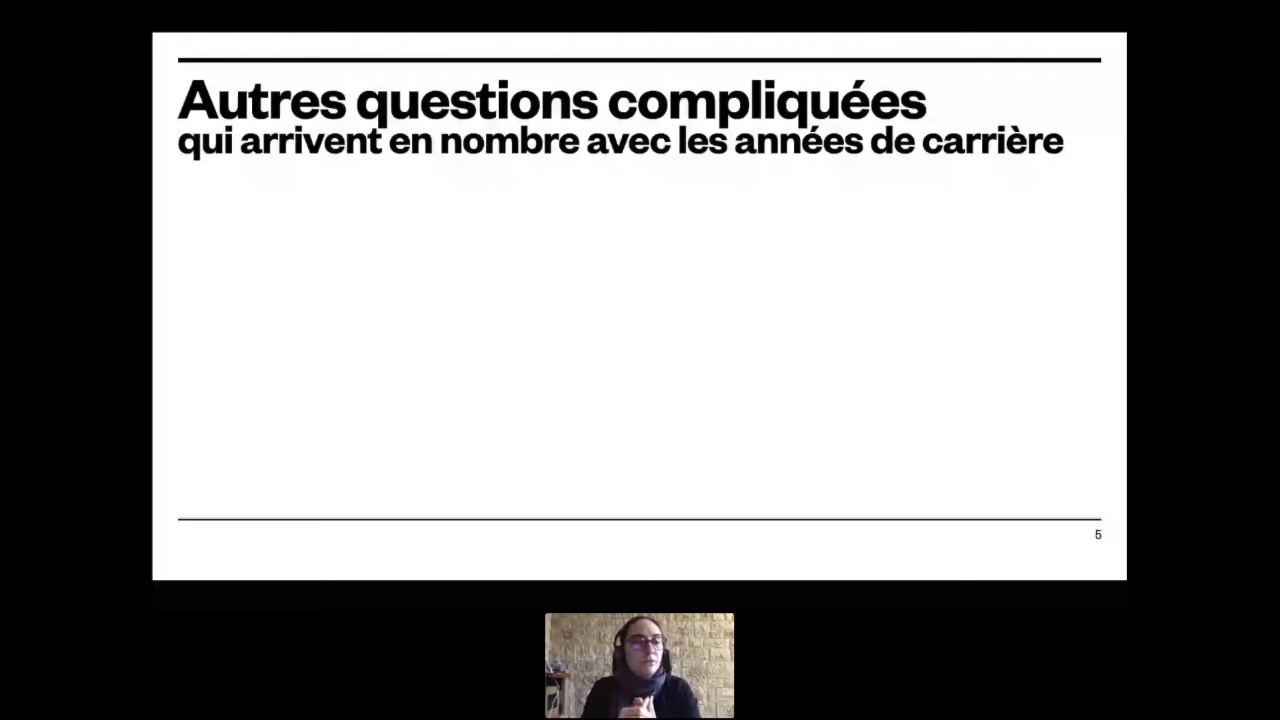 Autres questions compliquées
qui arrivent en nombre avec les années de carrière
5